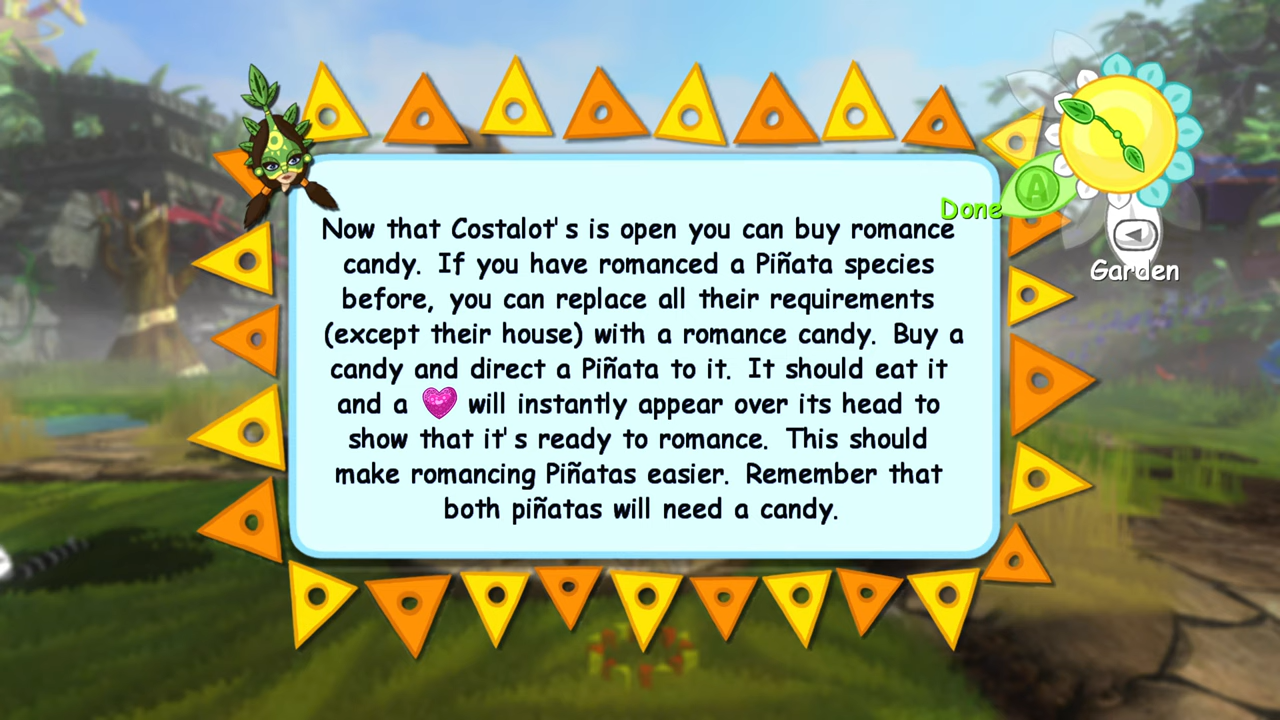 Now that Costalot's is open you can buy romance
candy. If you have romanced a Piñata species
before, you can replace all their requirements
(except their house) with a romance candy. Buy a
candy and direct a Piñata to it. It should eat it
and a will instantly appear over its head to
show that it's ready to romance. This should
make romancing Piñatas easier. Remember that
both piñatas will need a candy.
Done
A
Garden